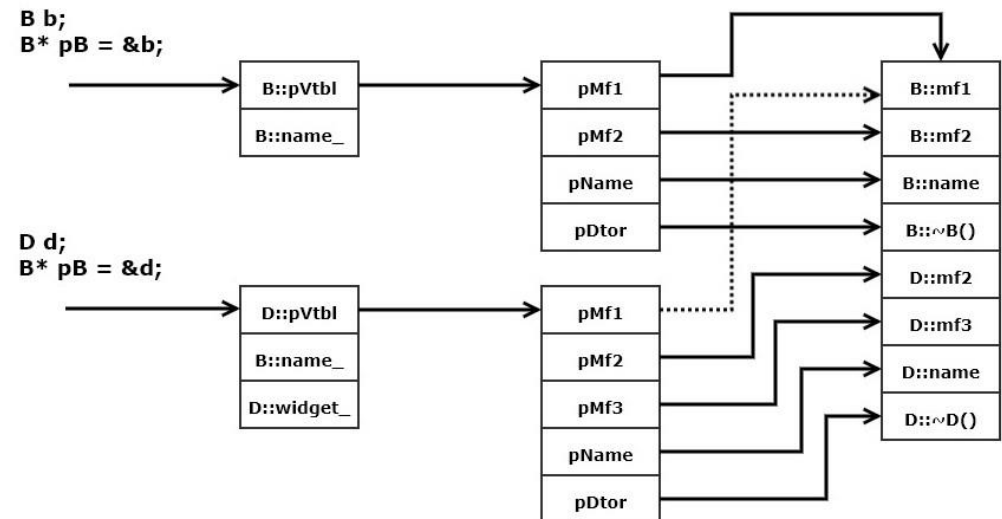 B b;
B* pB = &b;
B::pVtbl
B::name_
pMf1
pMf2
pName
pDtor
D d;
B* pB = &d;
D::pVtbl
B::name_
D::widget_
pMf1
pMf2
pMf3
pName
pDtor
B::mf1
B::mf2
B::name
B::~B()
D::mf2
D::mf3
D::name
D::~D()